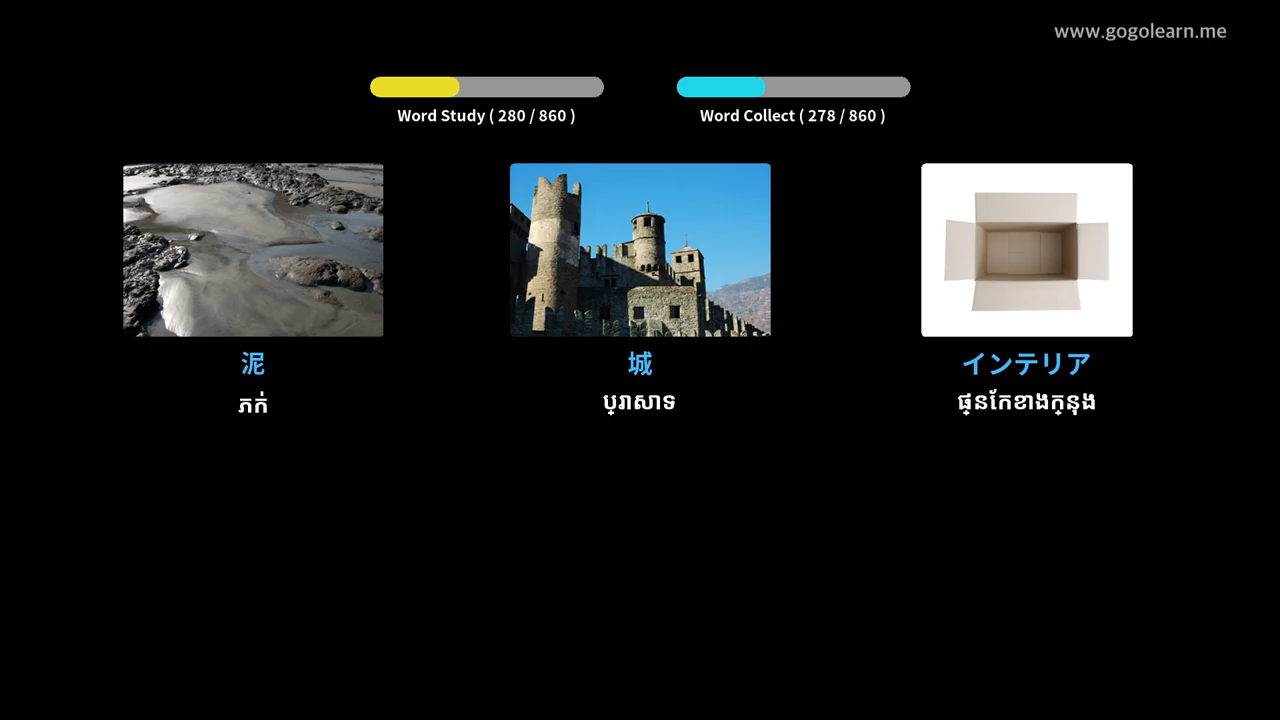 www.gogolearn.me
Word Study ( 280 / 860 )
Word Collect ( 278 / 860 )
泥
城
インテリア
ភក់
ប្រាសាទ
ផ្នែកខាងក្នុង